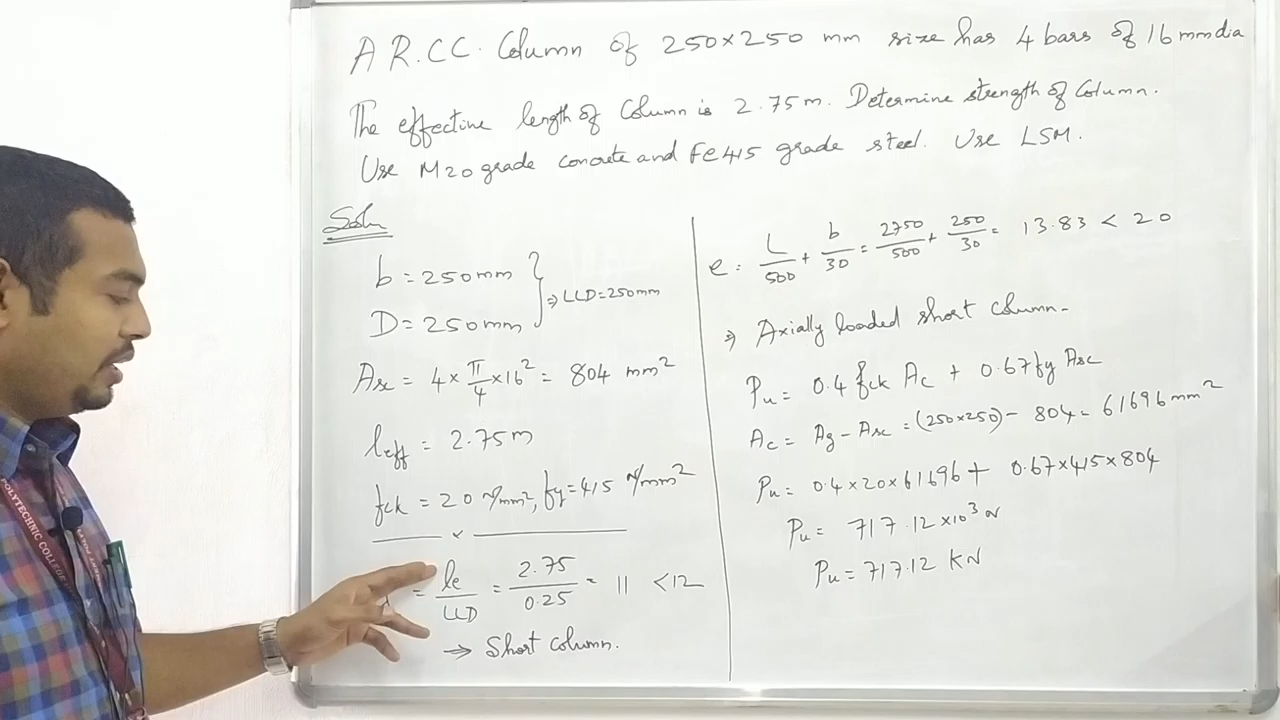 A R.C.C. Column of 250×250 mm size has 4 bars of 16 mm dia
The effective length of Column is 2.75m. Determine strength of Column.
Use M20 grade concrete and Fe415 grade steel. Use LSM.
Soln
b = 250mm
D = 250mm
} ⇒ LLD=250mm
Asc = 4 × π/4 × 16² = 804 mm²
leff = 2.75m
fck = 20 N/mm², fy = 415 N/mm²
x
= le/LLD = 2.75/0.25 = 11 < 12
→ Short column.
e = L/500 + b/30 = 2750/500 + 250/30 = 13.83 < 20
⇒ Axially loaded short column.
Pu = 0.4 fck Ac + 0.67 fy Asc
Ac = Ag - Asc = (250×250) - 804 = 61696 mm²
Pu = 0.4×20×61696 + 0.67×415×804
Pu = 717.12×10³ N
Pu = 717.12 KN
POLYTECHNIC COLLEGE